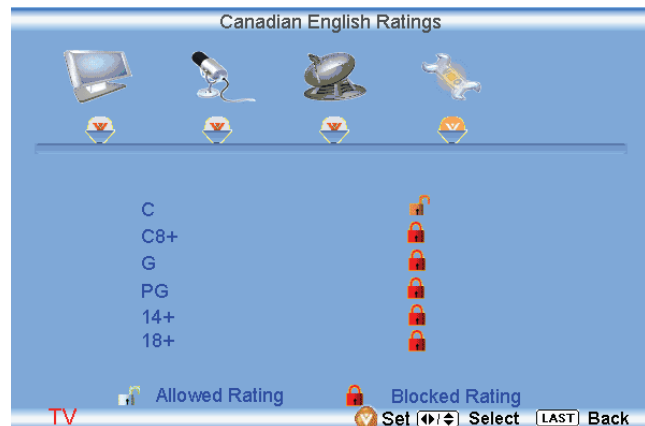 Canadian English Ratings
C
C8+
G
PG
14+
18+
Allowed Rating Blocked Rating
TV Set Select LAST Back